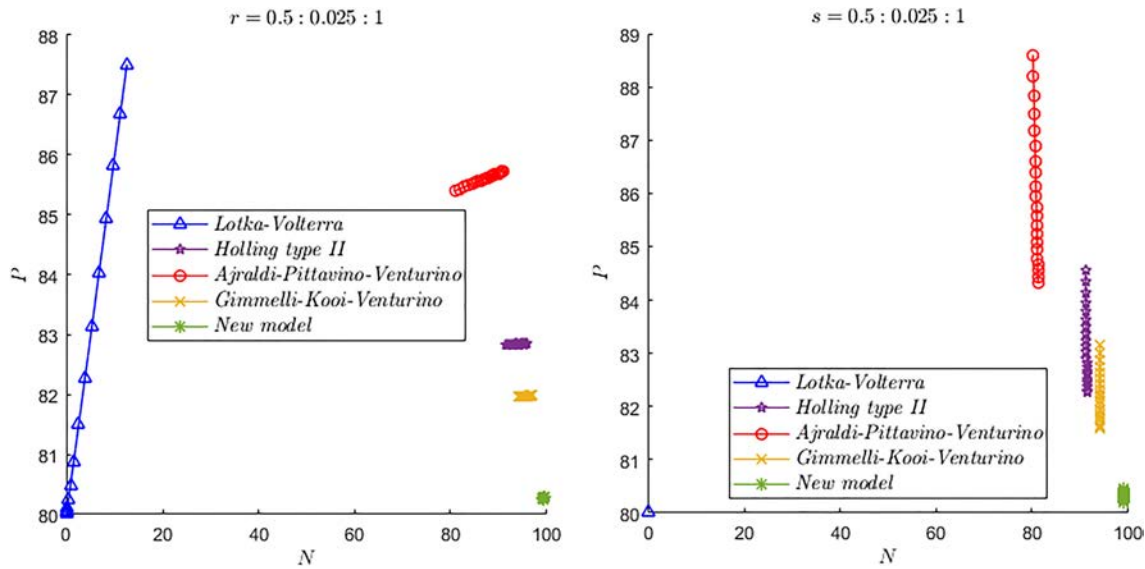 r = 0.5 : 0.025 : 1
88
87
86
85
84
83
82
81
80
P
Lotka-Volterra
Holling type II
Ajraldi-Pittavino-Venturino
Gimmelli-Kooi-Venturino
New model
0 20 40 60 80 100
N
s = 0.5 : 0.025 : 1
89
88
87
86
85
84
83
82
81
80
P
Lotka-Volterra
Holling type II
Ajraldi-Pittavino-Venturino
Gimmelli-Kooi-Venturino
New model
0 20 40 60 80 100
N